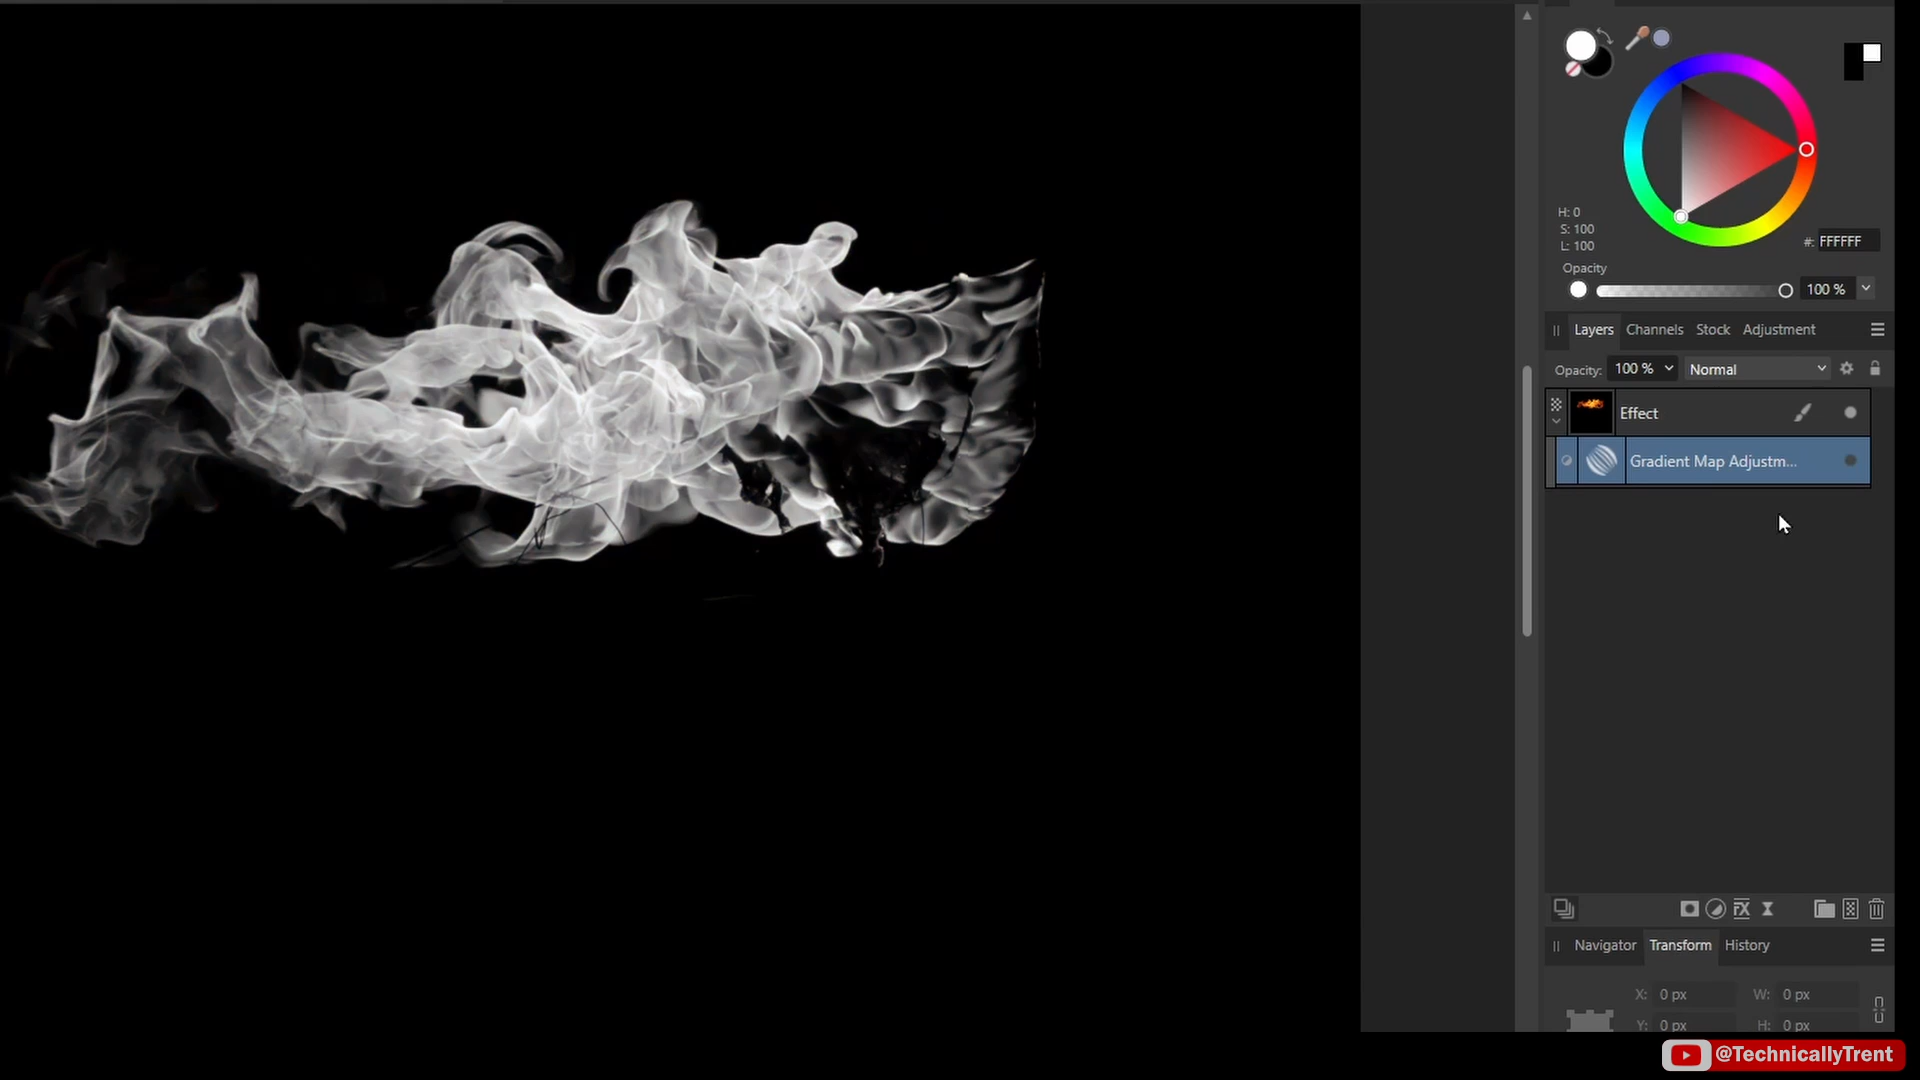 H: 0
S: 100
L: 100
#: FFFFFF
Opacity
100 %
Layers Channels Stock Adjustment
Opacity: 100 % Normal
Effect
Gradient Map Adjustm...
FX
Navigator Transform History
X: 0 px W: 0 px
Y: 0 px H: 0 px
@TechnicallyTrent